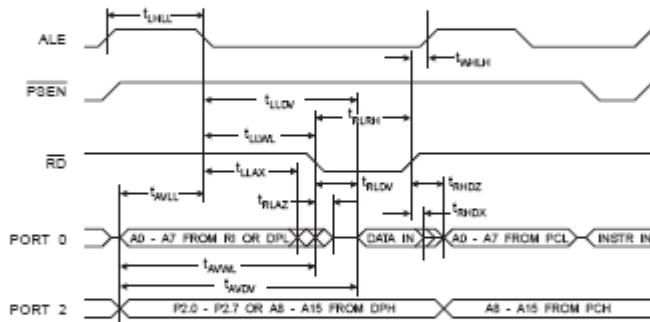 tLHLL
ALE
tWHLH
PSEN
tLLDV
tRLRH
tLLWL
RD
tLLAX
tRLDV
tRHDZ
tAVLL
tRLAZ
tRHDX
PORT 0
A0 - A7 FROM RI OR DPL
DATA IN
A0 - A7 FROM PCL
INSTR IN
tAVWL
tAVDV
PORT 2
P2.0 - P2.7 OR A8 - A15 FROM DPH
A8 - A15 FROM PCH